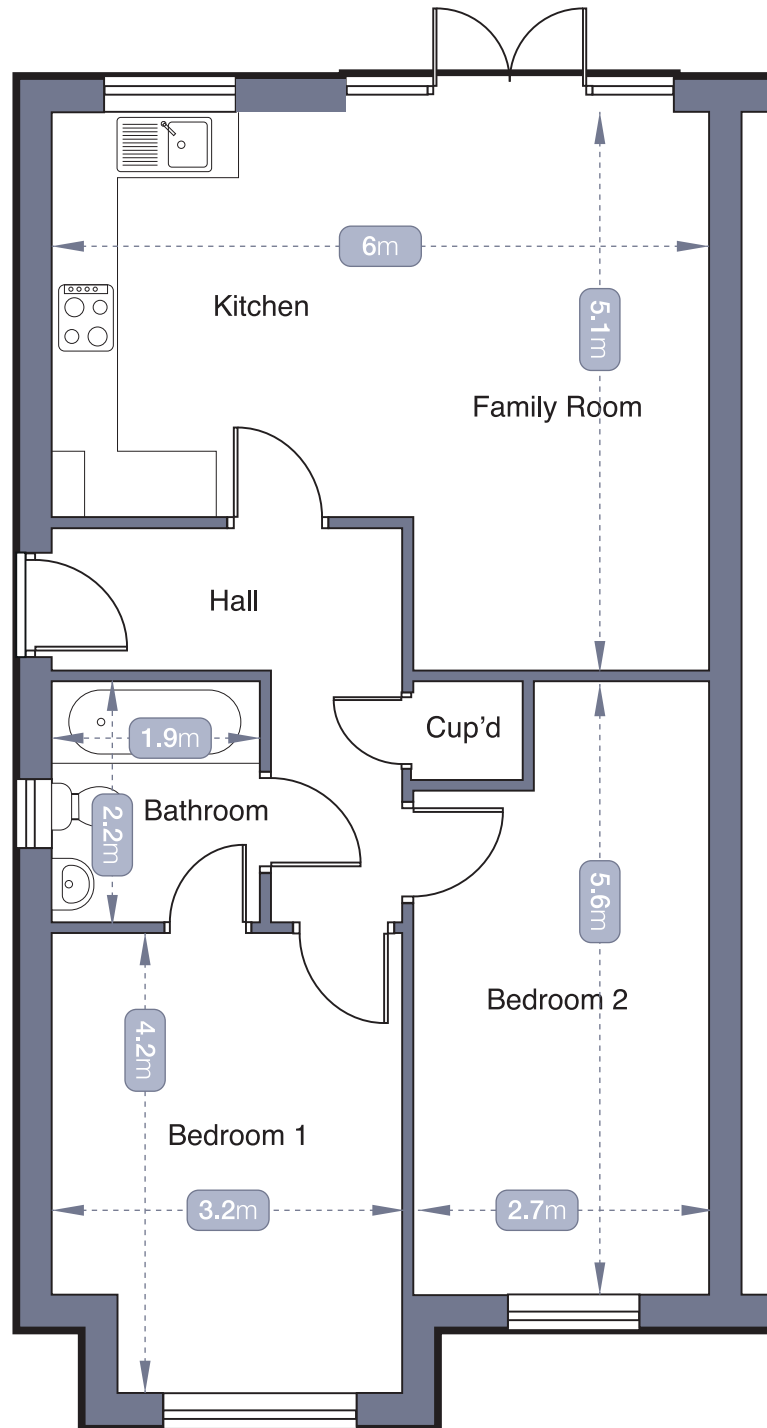 6m
Kitchen
5.1m
Family Room
Hall
Cup'd
1.9m
Bathroom
2.2m
5.6m
Bedroom 2
4.2m
Bedroom 1
3.2m
2.7m